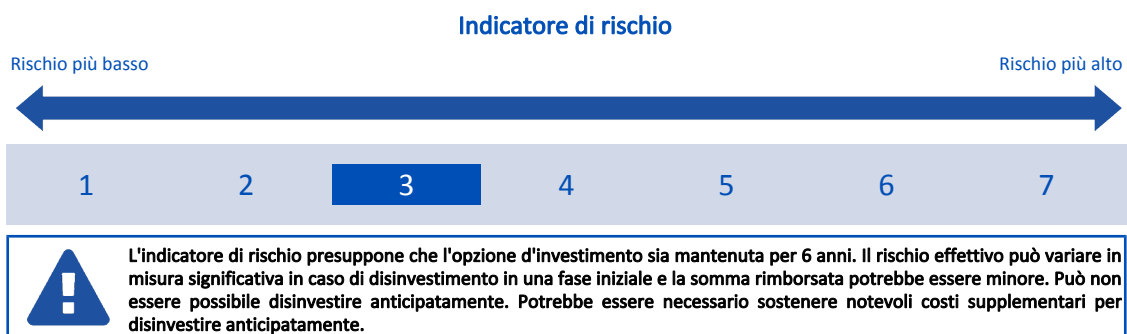 Indicatore di rischio
Rischio più basso
Rischio più alto
1 2 3 4 5 6 7
L'indicatore di rischio presuppone che l'opzione d'investimento sia mantenuta per 6 anni. Il rischio effettivo può variare in
misura significativa in caso di disinvestimento in una fase iniziale e la somma rimborsata potrebbe essere minore. Può non
essere possibile disinvestire anticipatamente. Potrebbe essere necessario sostenere notevoli costi supplementari per
disinvestire anticipatamente.